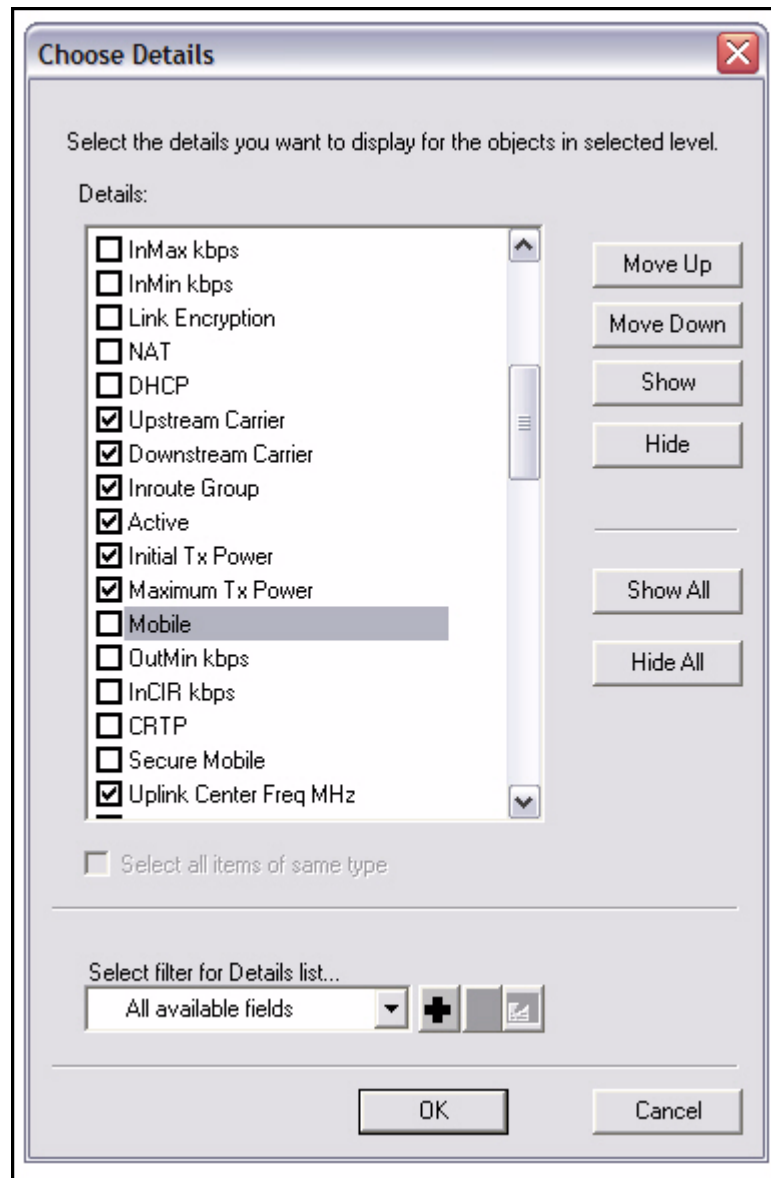 Choose Details
Select the details you want to display for the objects in selected level.
Details:
InMax kbps
InMin kbps
Link Encryption
NAT
DHCP
Upstream Carrier
Downstream Carrier
Inroute Group
Active
Initial Tx Power
Maximum Tx Power
Mobile
OutMin kbps
InCIR kbps
CRTP
Secure Mobile
Uplink Center Freq MHz
Move Up
Move Down
Show
Hide
Show All
Hide All
Select all items of same type
Select filter for Details list...
All available fields
OK
Cancel